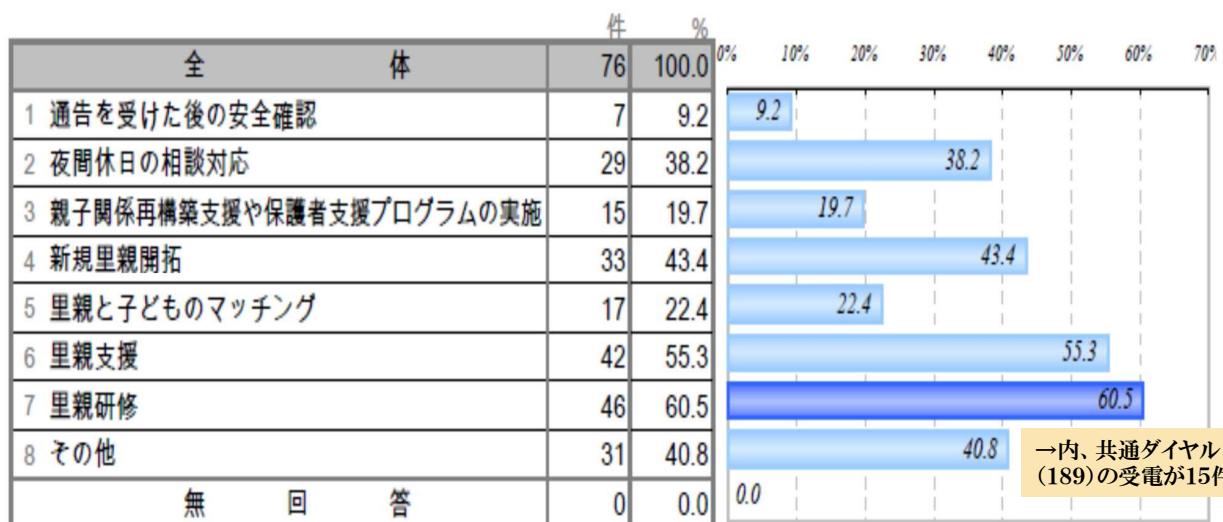 件 %
全 体 76 100.0
0% 10% 20% 30% 40% 50% 60% 70%
1 通告を受けた後の安全確認 7 9.2 9.2
2 夜間休日の相談対応 29 38.2 38.2
3 親子関係再構築支援や保護者支援プログラムの実施 15 19.7 19.7
4 新規里親開拓 33 43.4 43.4
5 里親と子どものマッチング 17 22.4 22.4
6 里親支援 42 55.3 55.3
7 里親研修 46 60.5 60.5
8 その他 31 40.8 40.8
→内、共通ダイヤル
(189)の受電が15件
無 回 答 0 0.0 0.0